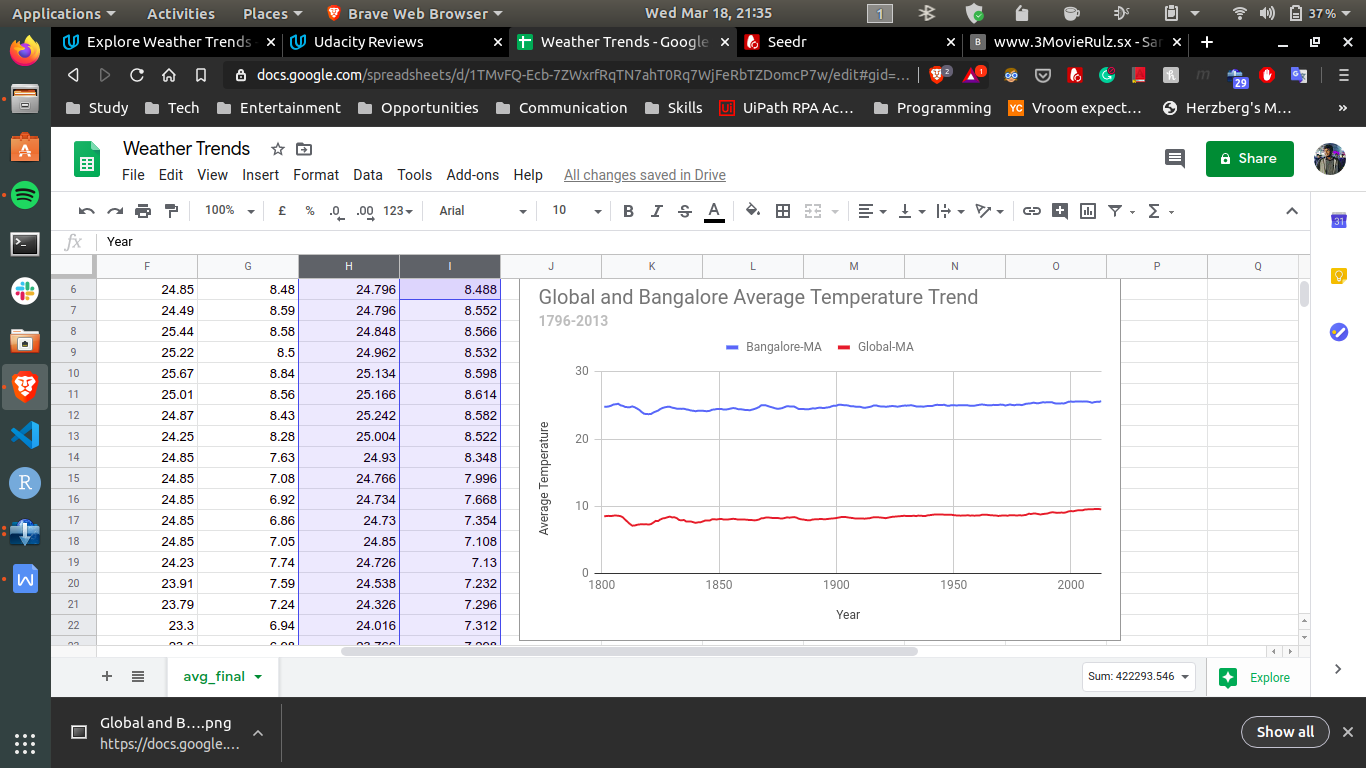 Applications Activities Places Brave Web Browser Wed Mar 18, 21:35 1 37%
Explore Weather Trends Udacity Reviews Weather Trends - Google Seedr B www.3MovieRulz.sx - Sar
docs.google.com/spreadsheets/d/1TMvFQ-Ecb-7ZWxrfRqTN7ahT0Rq7WjFeRbTZDomcP7w/edit#gid=... 2 1 29
Study Tech Entertainment Opportunities Communication Skills Ui UiPath RPA Ac... Programming YC Vroom expect... Herzberg's M... »
Weather Trends
Share
File Edit View Insert Format Data Tools Add-ons Help All changes saved in Drive
100% £ % .0 .00 123 Arial 10 B I S A Σ
31
fx Year
F G H I J K L M N O P Q
6 24.85 8.48 24.796 8.488
7 24.49 8.59 24.796 8.552
8 25.44 8.58 24.848 8.566
9 25.22 8.5 24.962 8.532
10 25.67 8.84 25.134 8.598
11 25.01 8.56 25.166 8.614
12 24.87 8.43 25.242 8.582
13 24.25 8.28 25.004 8.522
14 24.85 7.63 24.93 8.348
15 24.85 7.08 24.766 7.996
16 24.85 6.92 24.734 7.668
17 24.85 6.86 24.73 7.354
18 24.85 7.05 24.85 7.108
19 24.23 7.74 24.726 7.13
20 23.91 7.59 24.538 7.232
21 23.79 7.24 24.326 7.296
22 23.3 6.94 24.016 7.312
Global and Bangalore Average Temperature Trend
1796-2013
Bangalore-MA Global-MA
Average Temperature
30
20
10
0
1800 1850 1900 1950 2000
Year
avg_final
Sum: 422293.546
Explore
Global and B....png
https://docs.google....
Show all